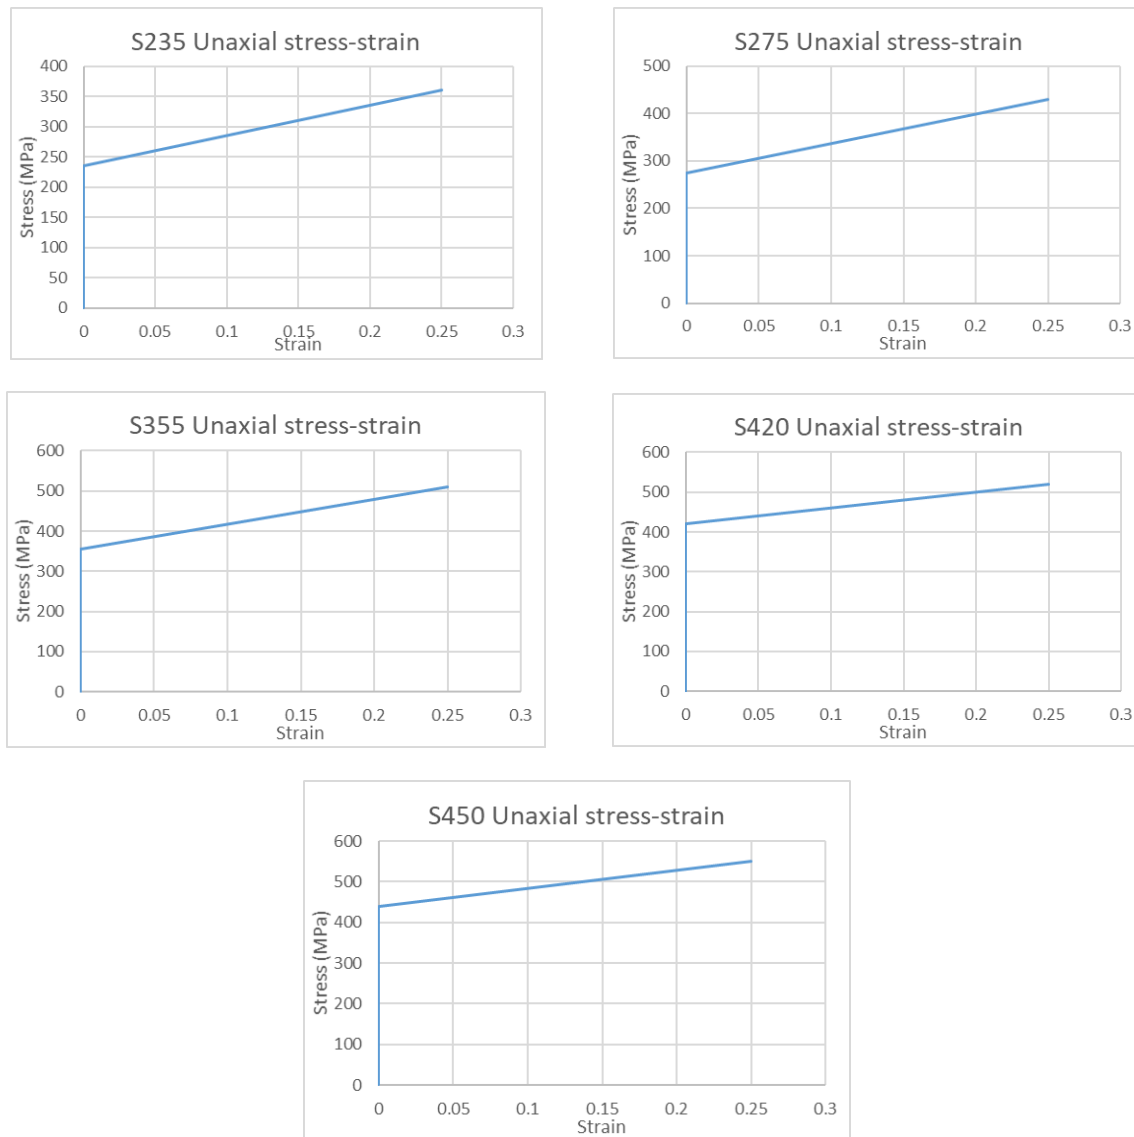 S235 Unaxial stress-strain
400
350
300
250
200
150
100
50
0
Stress (MPa)
0 0.05 0.1 0.15 0.2 0.25 0.3
Strain
S275 Unaxial stress-strain
500
400
300
200
100
0
Stress (MPa)
0 0.05 0.1 0.15 0.2 0.25 0.3
Strain
S355 Unaxial stress-strain
600
500
400
300
200
100
0
Stress (MPa)
0 0.05 0.1 0.15 0.2 0.25 0.3
Strain
S420 Unaxial stress-strain
600
500
400
300
200
100
0
Stress (MPa)
0 0.05 0.1 0.15 0.2 0.25 0.3
Strain
S450 Unaxial stress-strain
600
500
400
300
200
100
0
Stress (MPa)
0 0.05 0.1 0.15 0.2 0.25 0.3
Strain